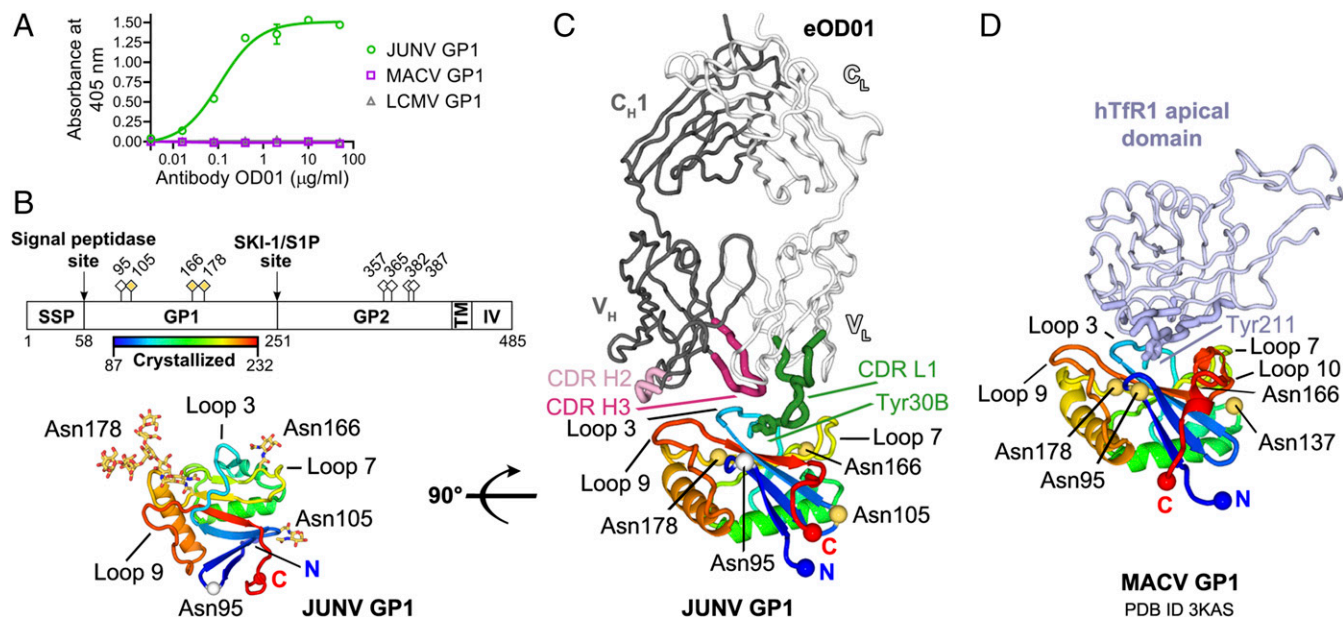 A
Absorbance at
405 nm
1.50
1.25
1.00
0.75
0.50
0.25
0.00
0.01 0.1 1 10 100
Antibody OD01 (μg/ml)
JUNV GP1
MACV GP1
LCMV GP1
B
Signal peptidase
site
SKI-1/S1P
site
95
105
166
178
357
365
382
387
SSP GP1 GP2 TM IV
1 58 251 485
Crystallized
87 232
Loop 3
Asn178
Asn166
Loop 7
Asn105
Loop 9
N
C
Asn95
JUNV GP1
90°
C
eOD01
CH1
CL
VH
VL
CDR H2
CDR H3
CDR L1
Tyr30B
Loop 3
Loop 7
Loop 9
Asn166
Asn178
Asn105
Asn95
C
N
JUNV GP1
D
hTfR1 apical
domain
Tyr211
Loop 3
Loop 7
Loop 10
Loop 9
Asn166
Asn178
Asn137
Asn95
C
N
MACV GP1
PDB ID 3KAS